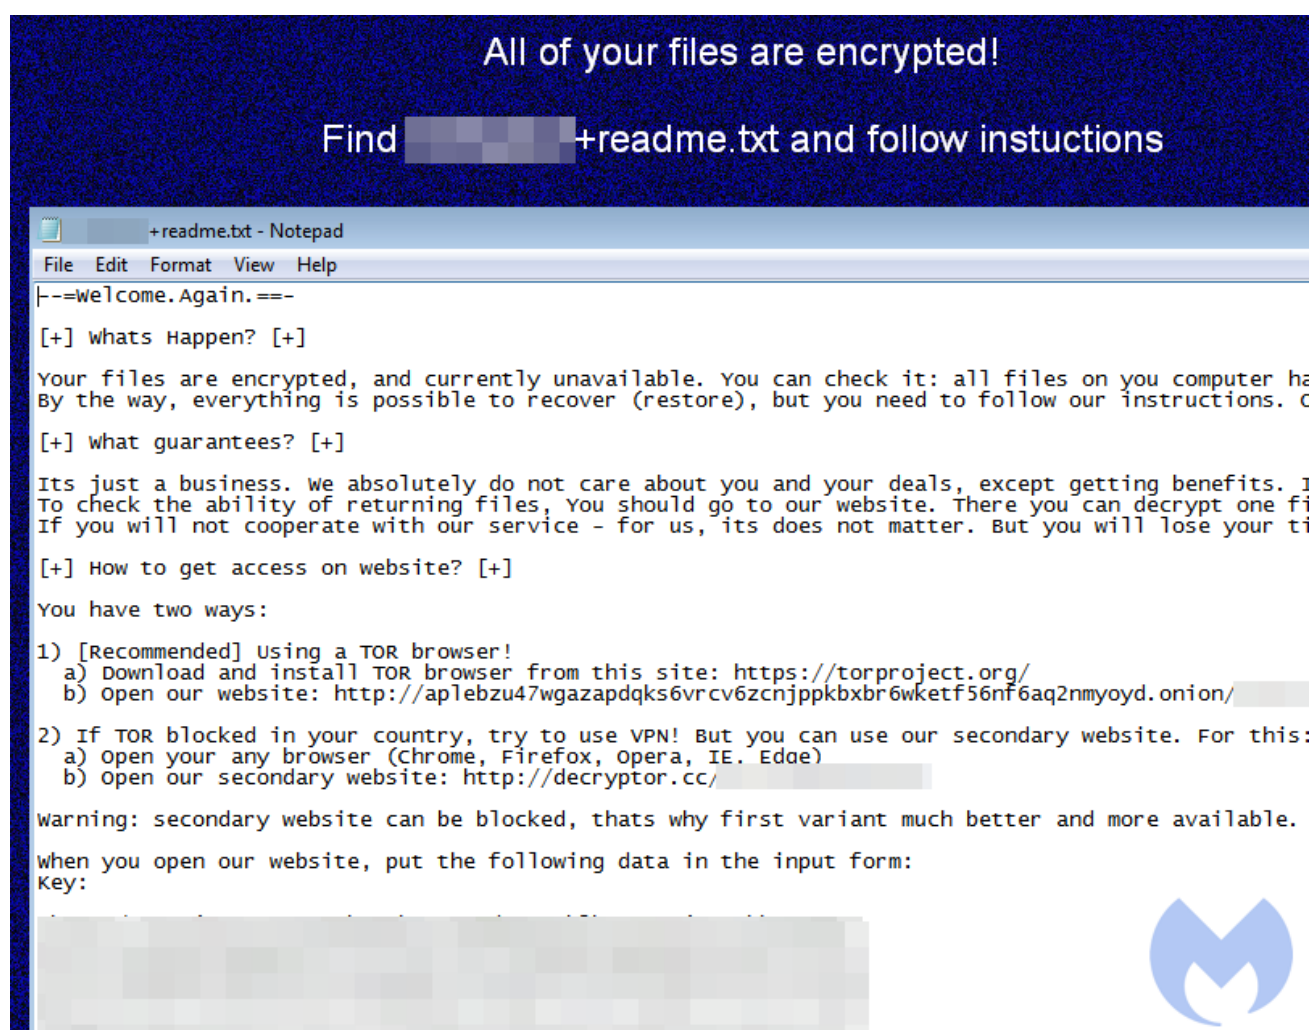 All of your files are encrypted!
Find +readme.txt and follow instuctions
+readme.txt - Notepad
File Edit Format View Help
--=Welcome.Again.==-
[+] Whats Happen? [+]
Your files are encrypted, and currently unavailable. You can check it: all files on you computer ha
By the way, everything is possible to recover (restore), but you need to follow our instructions.
[+] What guarantees? [+]
Its just a business. We absolutely do not care about you and your deals, except getting benefits.
To check the ability of returning files, You should go to our website. There you can decrypt one fi
If you will not cooperate with our service - for us, its does not matter. But you will lose your ti
[+] How to get access on website? [+]
You have two ways:
1) [Recommended] Using a TOR browser!
a) Download and install TOR browser from this site: https://torproject.org/
b) Open our website: http://aplebzu47wgazapdqks6vrcv6zcnjppkbxbr6wketf56nf6aq2nmyoyd.onion/
2) If TOR blocked in your country, try to use VPN! But you can use our secondary website. For this:
a) Open your any browser (Chrome, Firefox, Opera, IE, Edge)
b) Open our secondary website: http://decryptor.cc/
Warning: secondary website can be blocked, thats why first variant much better and more available.
When you open our website, put the following data in the input form:
Key: